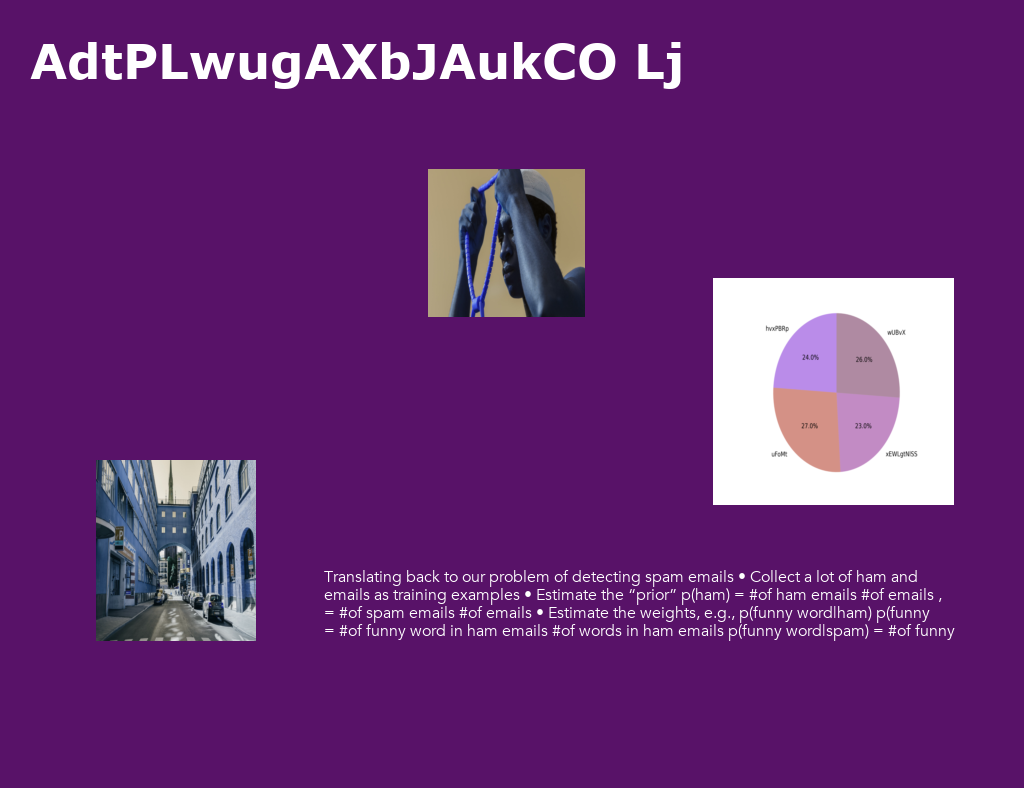 AdtPLwugAXbJAukCO Lj
hvxPBRp
wUBvX
24.0%
26.0%
27.0%
23.0%
uFoMt
xEWLgtNlSS
Translating back to our problem of detecting spam emails • Collect a lot of ham and
emails as training examples • Estimate the “prior” p(ham) = #of ham emails #of emails ,
= #of spam emails #of emails • Estimate the weights, e.g., p(funny wordlham) p(funny
= #of funny word in ham emails #of words in ham emails p(funny wordlspam) = #of funny